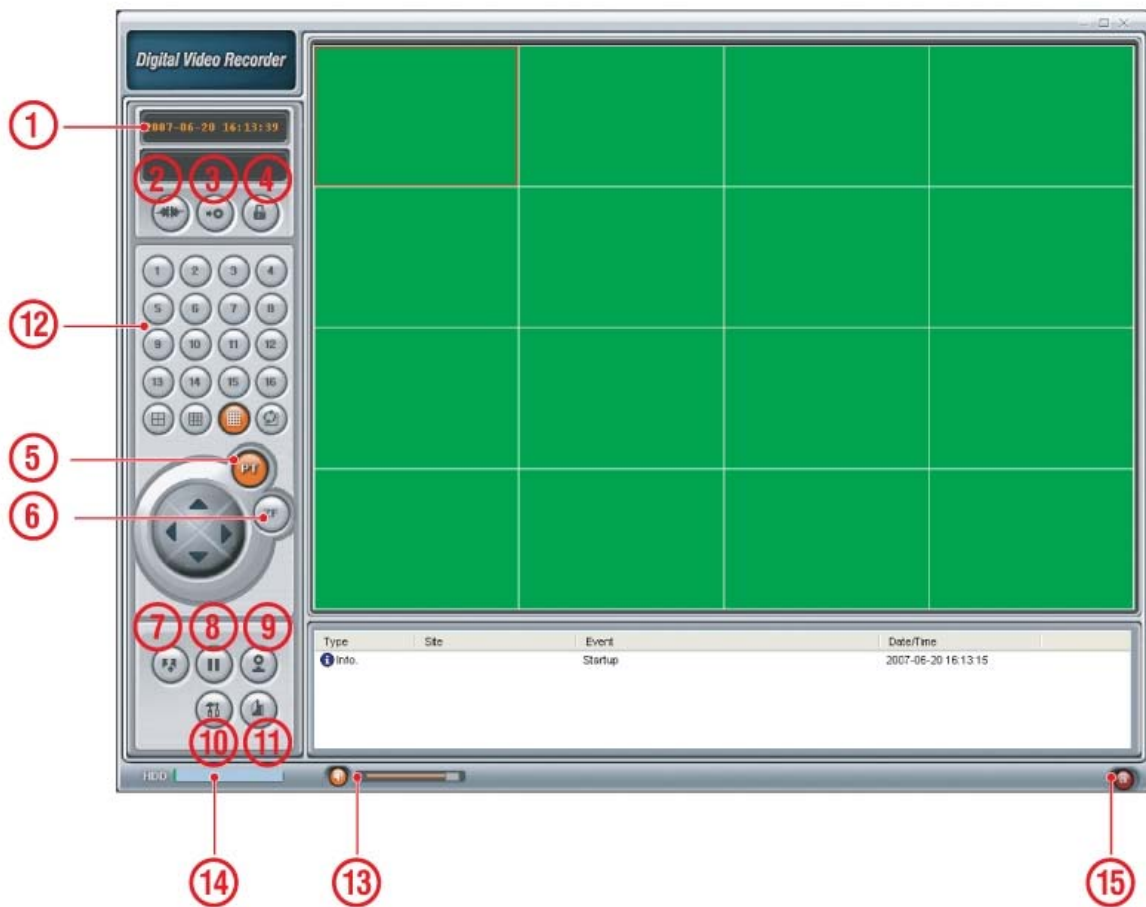 Digital Video Recorder
①
2007-06-20 16:13:39
② ③ ④
1 2 3 4
5 6 7 8
⑫
9 10 11 12
13 14 15 16
⑤
PT
⑥
ZF
⑦ ⑧ ⑨
Type Site Event Date/Time
Info. Startup 2007-06-20 16:13:15
⑩ ⑪
HDD
⑭ ⑬ ⑮